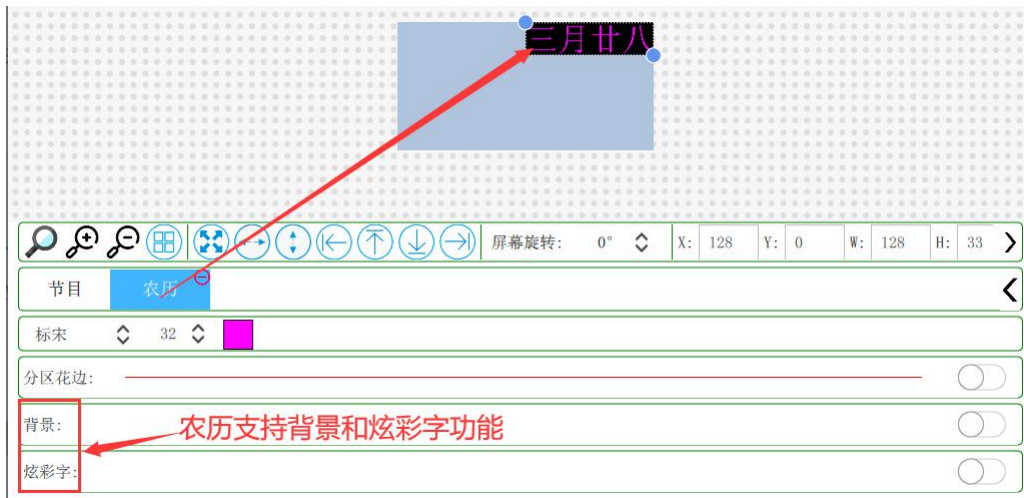 三月廿八
屏幕旋转: 0° X: 128 Y: 0 W: 128 H: 33
节目 农历
标宋 32
分区花边:
背景:
农历支持背景和炫彩字功能
炫彩字: